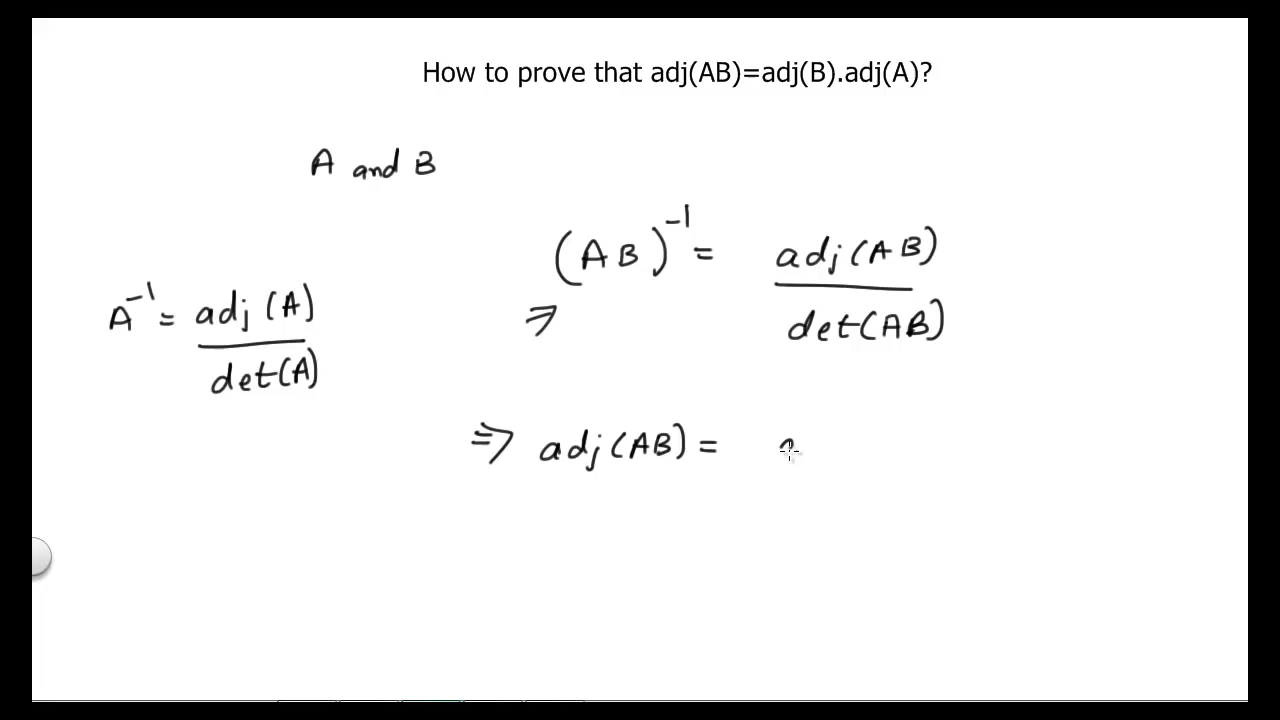 How to prove that adj(AB)=adj(B).adj(A)?
A and B
(AB)⁻¹ = adj(AB)
det(AB)
⇒
A⁻¹ = adj(A)
det(A)
⇒ adj(AB) =